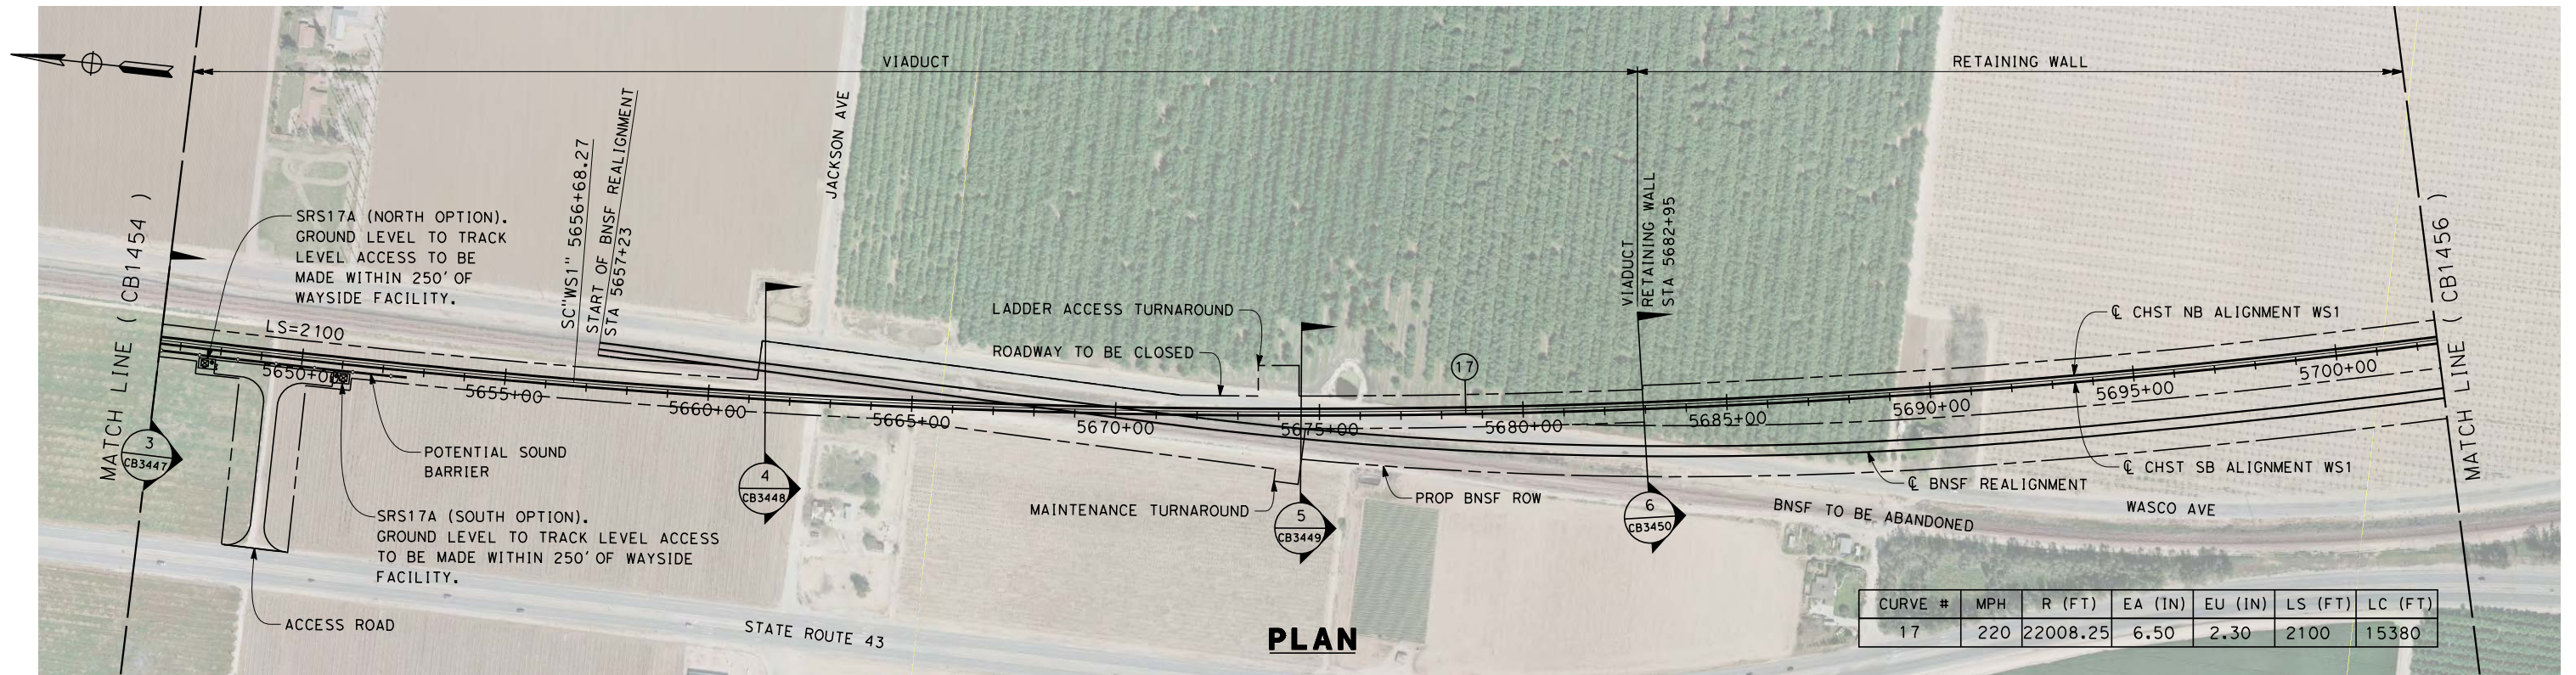 VIADUCT
RETAINING WALL
MATCH LINE ( CB1454 )
SRS17A (NORTH OPTION).
GROUND LEVEL TO TRACK
LEVEL ACCESS TO BE
MADE WITHIN 250' OF
WAYSIDE FACILITY.
SC"WS1" 5656+68.27
START OF BNSF REALIGNMENT
STA 5657+23
JACKSON AVE
VIADUCT
RETAINING WALL
STA 5682+95
MATCH LINE ( CB1456 )
LADDER ACCESS TURNAROUND
ROADWAY TO BE CLOSED
17
℄ CHST NB ALIGNMENT WS1
LS=2100
5650+00
5655+00
5660+00
5665+00
5670+00
5675+00
5680+00
5685+00
5690+00
5695+00
5700+00
3
CB3447
POTENTIAL SOUND
BARRIER
4
CB3448
MAINTENANCE TURNAROUND
5
CB3449
PROP BNSF ROW
6
CB3450
℄ CHST SB ALIGNMENT WS1
℄ BNSF REALIGNMENT
BNSF TO BE ABANDONED
WASCO AVE
SRS17A (SOUTH OPTION).
GROUND LEVEL TO TRACK LEVEL ACCESS
TO BE MADE WITHIN 250' OF WAYSIDE
FACILITY.
ACCESS ROAD
STATE ROUTE 43
PLAN
CURVE # MPH R (FT) EA (IN) EU (IN) LS (FT) LC (FT)
17 220 22008.25 6.50 2.30 2100 15380